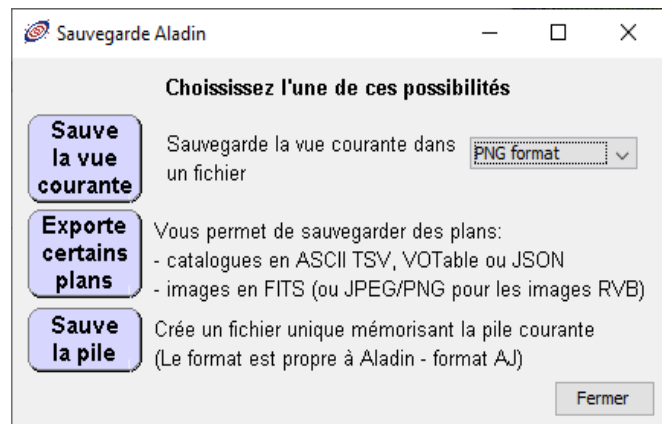 Sauvegarde Aladin
Choississez l'une de ces possibilités
Sauve
la vue
courante
Sauvegarde la vue courante dans
un fichier
PNG format
Exporte
certains
plans
Vous permet de sauvegarder des plans:
- catalogues en ASCII TSV, VOTable ou JSON
- images en FITS (ou JPEG/PNG pour les images RVB)
Sauve
la pile
Crée un fichier unique mémorisant la pile courante
(Le format est propre à Aladin - format AJ)
Fermer